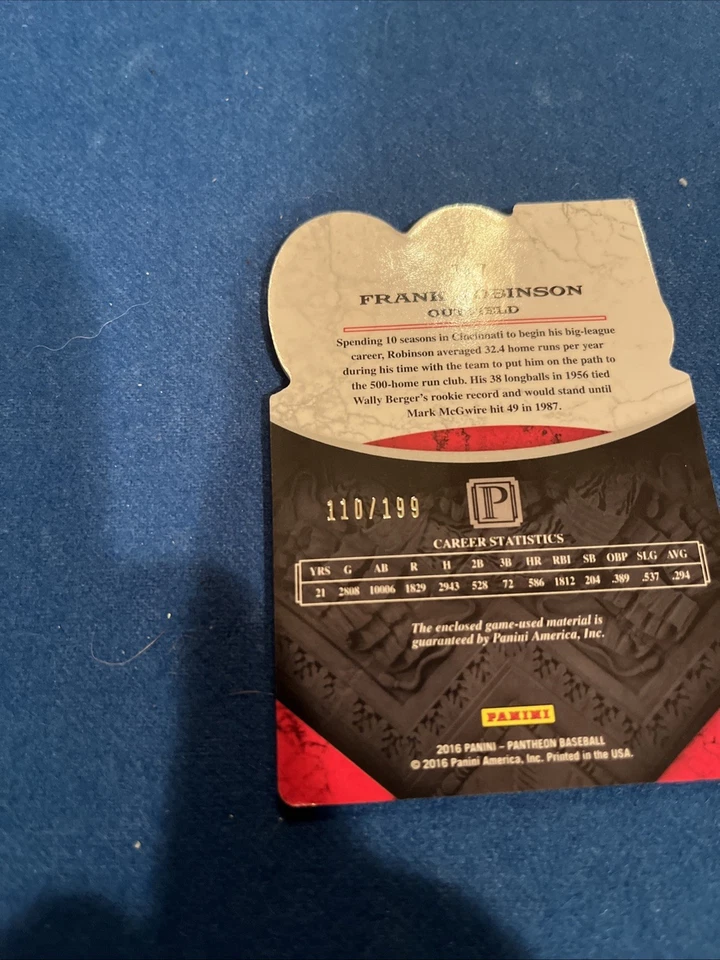 FRANK ROBINSON
OUTFIELD
Spending 10 seasons in Cincinnati to begin his big-league
career, Robinson averaged 32.4 home runs per year
during his time with the team to put him on the path to
the 500-home run club. His 38 longballs in 1956 tied
Wally Berger's rookie record and would stand until
Mark McGwire hit 49 in 1987.
110/199
P
CAREER STATISTICS
YRS G AB R H 2B 3B HR RBI SB OBP SLG AVG
21 2808 10006 1829 2943 528 72 586 1812 204 .389 .537 .294
The enclosed game-used material is
guaranteed by Panini America, Inc.
PANINI
2016 PANINI – PANTHEON BASEBALL
© 2016 Panini America, Inc. Printed in the USA.